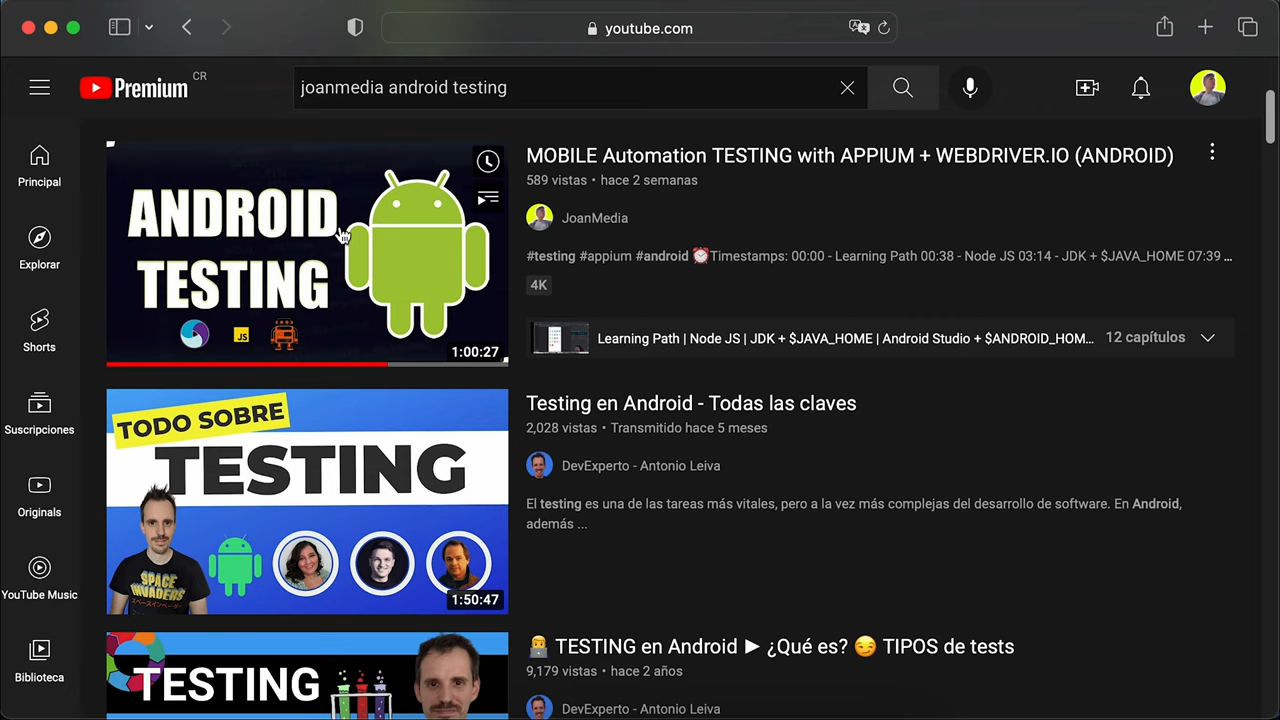 youtube.com
Premium CR
joanmedia android testing
Principal
Explorar
Shorts
Suscripciones
Originals
YouTube Music
Biblioteca
ANDROID
TESTING
JS
1:00:27
MOBILE Automation TESTING with APPIUM + WEBDRIVER.IO (ANDROID)
589 vistas • hace 2 semanas
JoanMedia
#testing #appium #android ⏰Timestamps: 00:00 - Learning Path 00:38 - Node JS 03:14 - JDK + $JAVA_HOME 07:39 ...
4K
Learning Path | Node JS | JDK + $JAVA_HOME | Android Studio + $ANDROID_HOM...
12 capítulos
TODO SOBRE
TESTING
SPACE
INVADERS
1:50:47
Testing en Android - Todas las claves
2,028 vistas • Transmitido hace 5 meses
DevExperto - Antonio Leiva
El testing es una de las tareas más vitales, pero a la vez más complejas del desarrollo de software. En Android,
además ...
TESTING
👨‍💻 TESTING en Android ▶ ¿Qué es? 😏 TIPOS de tests
9,179 vistas • hace 2 años
DevExperto - Antonio Leiva